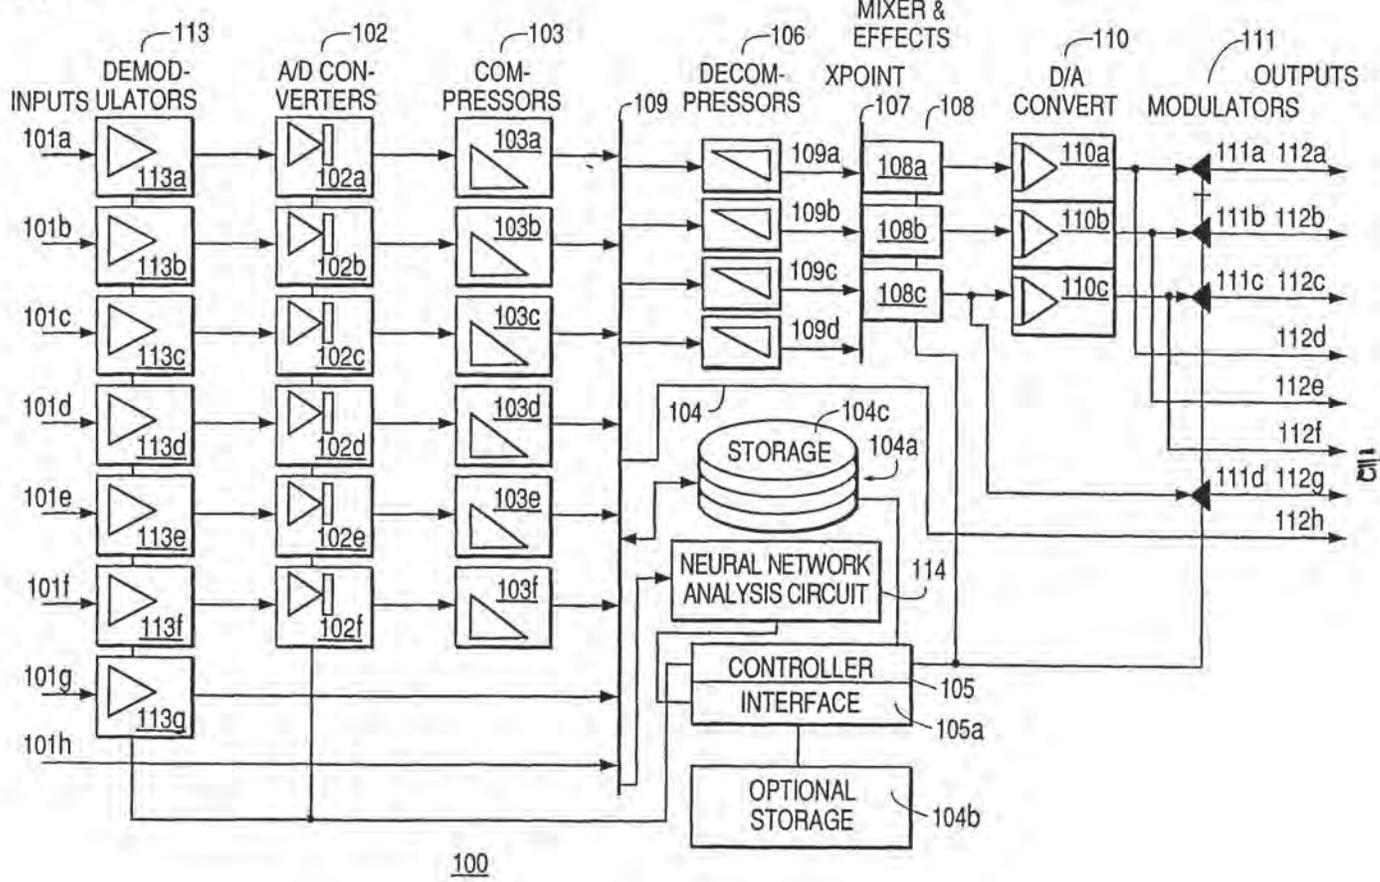 MIXER &
EFFECTS
113
102
103
106
110
111
DEMOD-
ULATORS
A/D CON-
VERTERS
COM-
PRESSORS
109
DECOM-
PRESSORS
XPOINT
107
108
D/A
CONVERT
MODULATORS
OUTPUTS
INPUTS
101a
113a
102a
103a
109a
108a
110a
111a
112a
101b
113b
102b
103b
109b
108b
110b
111b
112b
101c
113c
102c
103c
109c
108c
110c
111c
112c
109d
112d
101d
113d
102d
103d
104
104c
STORAGE
104a
112e
112f
101e
113e
102e
103e
111d
112g
112h
101f
113f
102f
103f
NEURAL NETWORK
ANALYSIS CIRCUIT
114
101g
113g
CONTROLLER
105
INTERFACE
105a
101h
OPTIONAL
STORAGE
104b
100